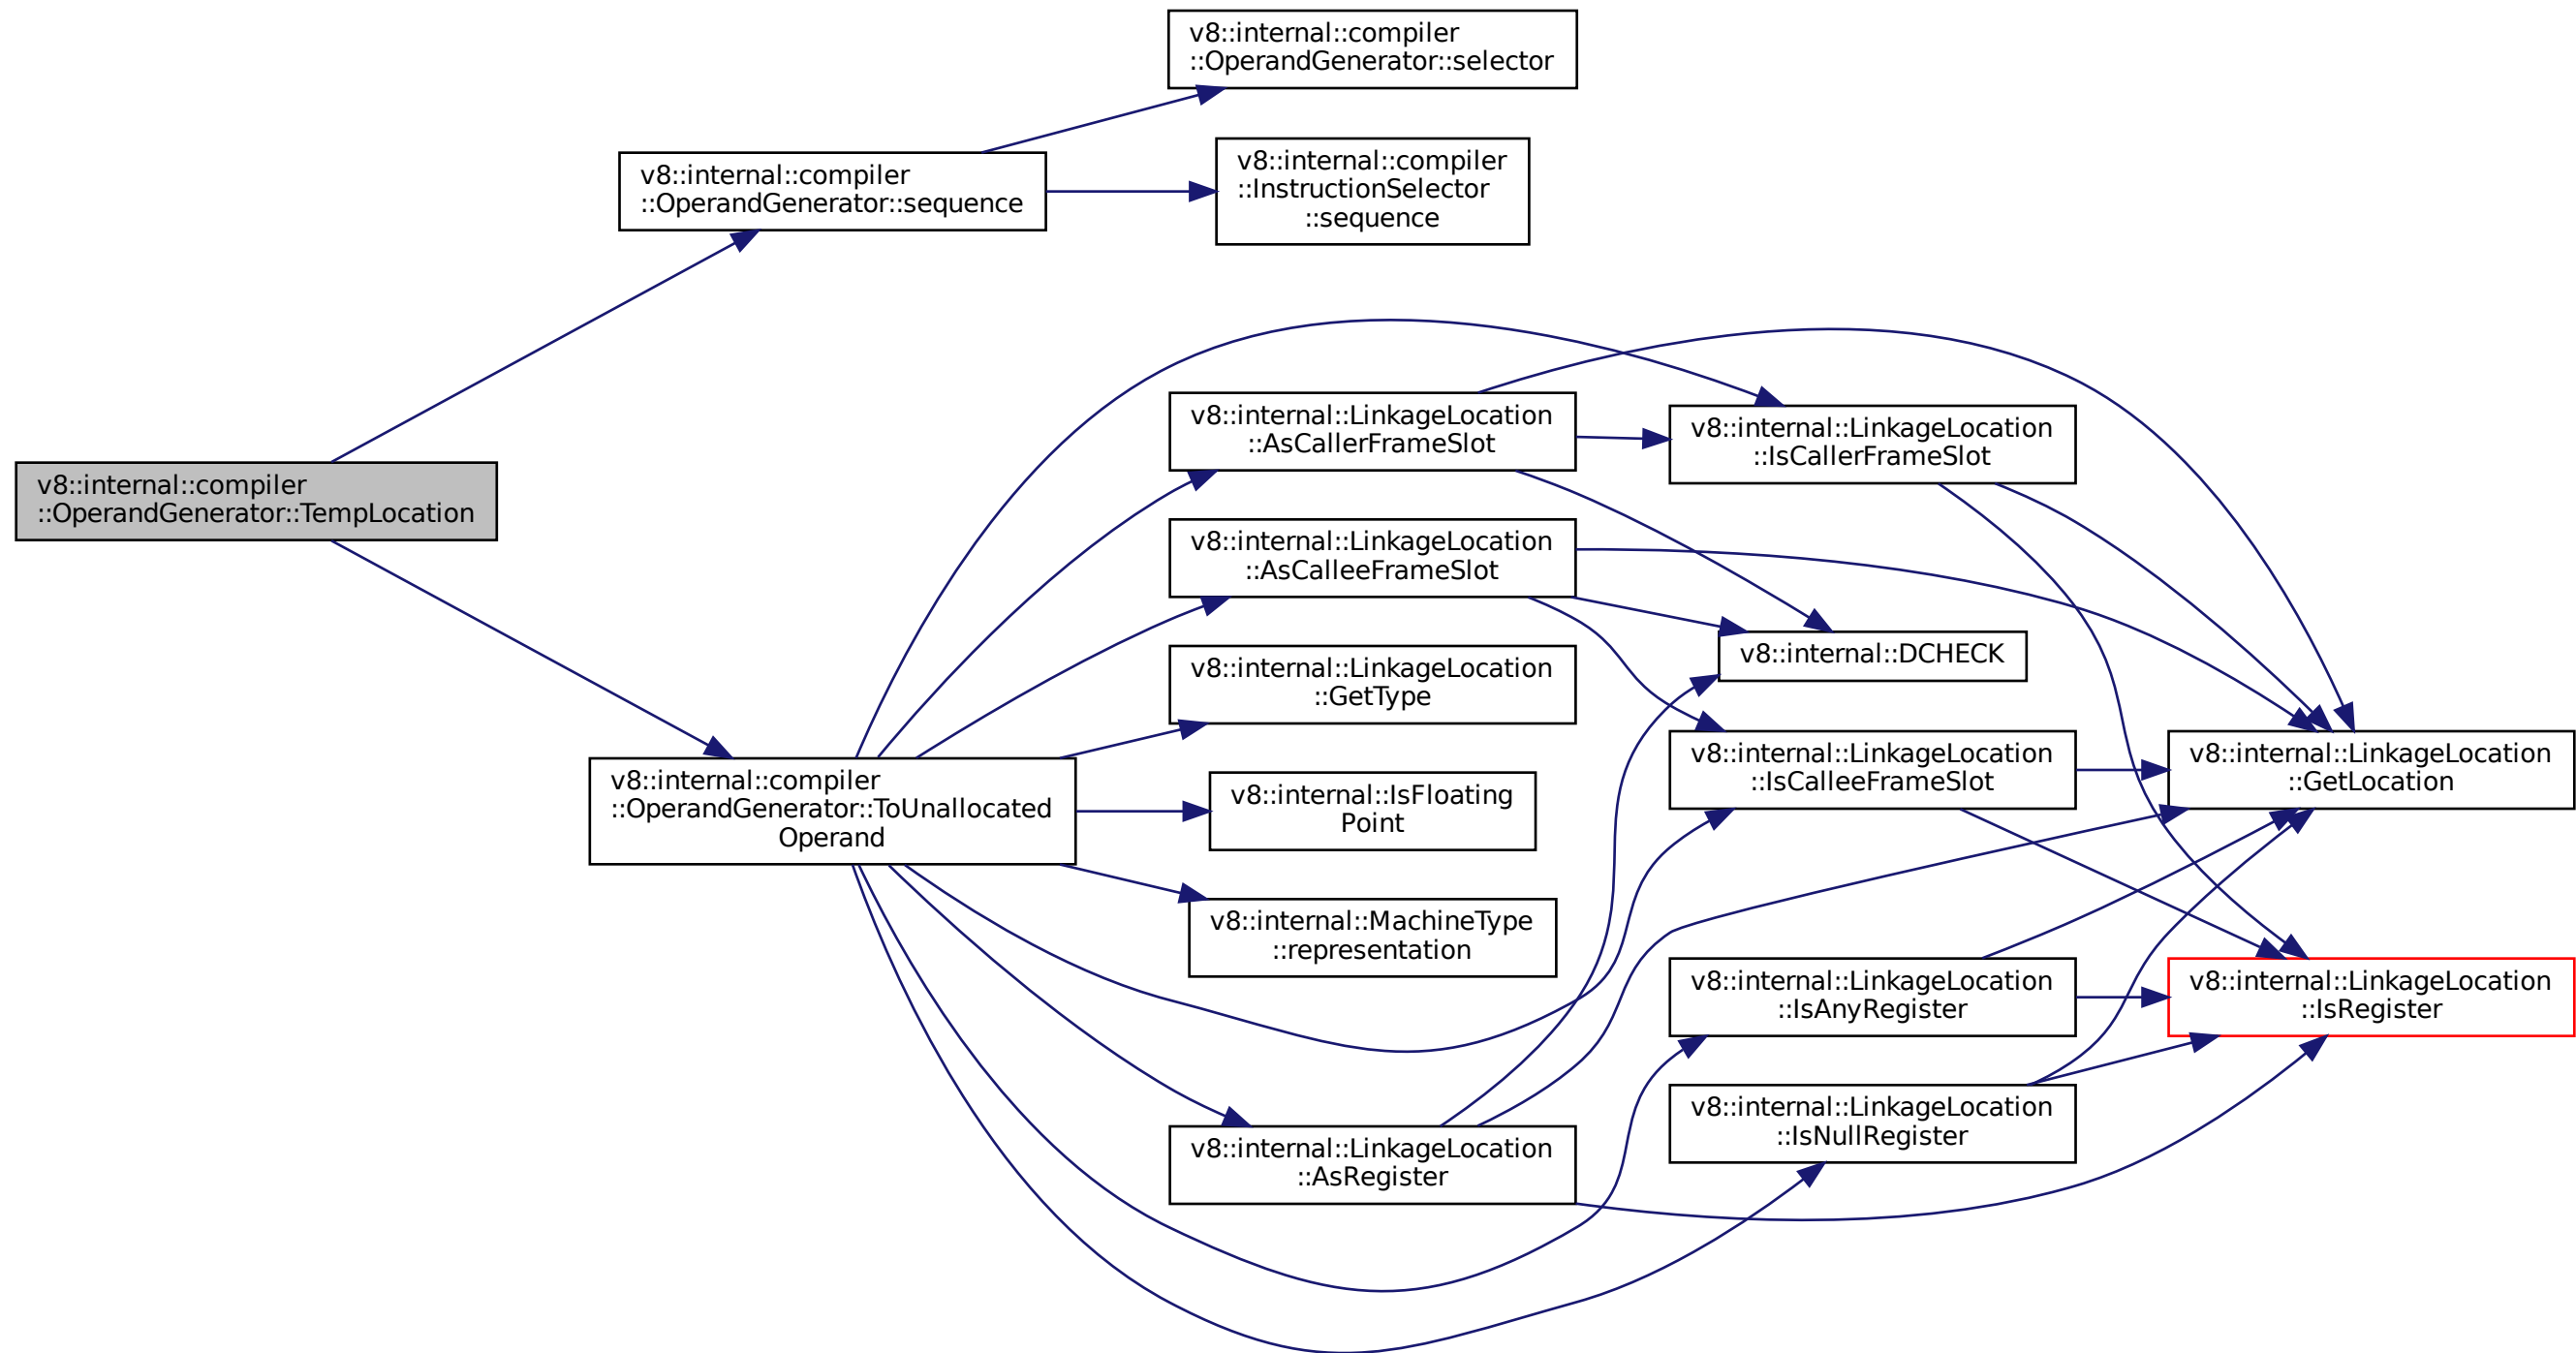 v8::internal::compiler
::OperandGenerator::TempLocation
v8::internal::compiler
::OperandGenerator::sequence
v8::internal::compiler
::OperandGenerator::selector
v8::internal::compiler
::InstructionSelector
::sequence
v8::internal::compiler
::OperandGenerator::ToUnallocated
Operand
v8::internal::LinkageLocation
::AsCallerFrameSlot
v8::internal::LinkageLocation
::AsCalleeFrameSlot
v8::internal::LinkageLocation
::GetType
v8::internal::IsFloating
Point
v8::internal::MachineType
::representation
v8::internal::LinkageLocation
::AsRegister
v8::internal::LinkageLocation
::IsCallerFrameSlot
v8::internal::DCHECK
v8::internal::LinkageLocation
::IsCalleeFrameSlot
v8::internal::LinkageLocation
::IsAnyRegister
v8::internal::LinkageLocation
::IsNullRegister
v8::internal::LinkageLocation
::GetLocation
v8::internal::LinkageLocation
::IsRegister